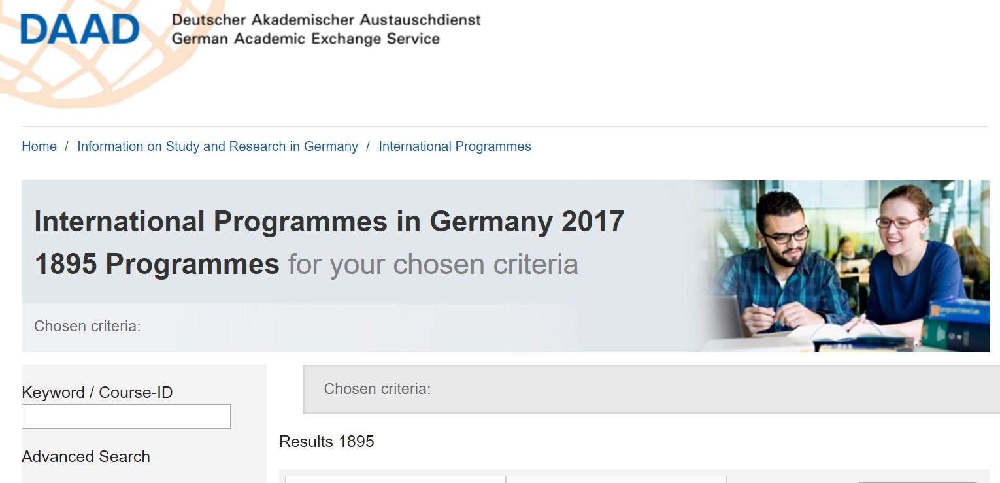 DAAD
Deutscher Akademischer Austauschdienst
German Academic Exchange Service
Home / Information on Study and Research in Germany / International Programmes
International Programmes in Germany 2017
1895 Programmes for your chosen criteria
Chosen criteria:
Keyword / Course-ID
Advanced Search
Chosen criteria:
Results 1895